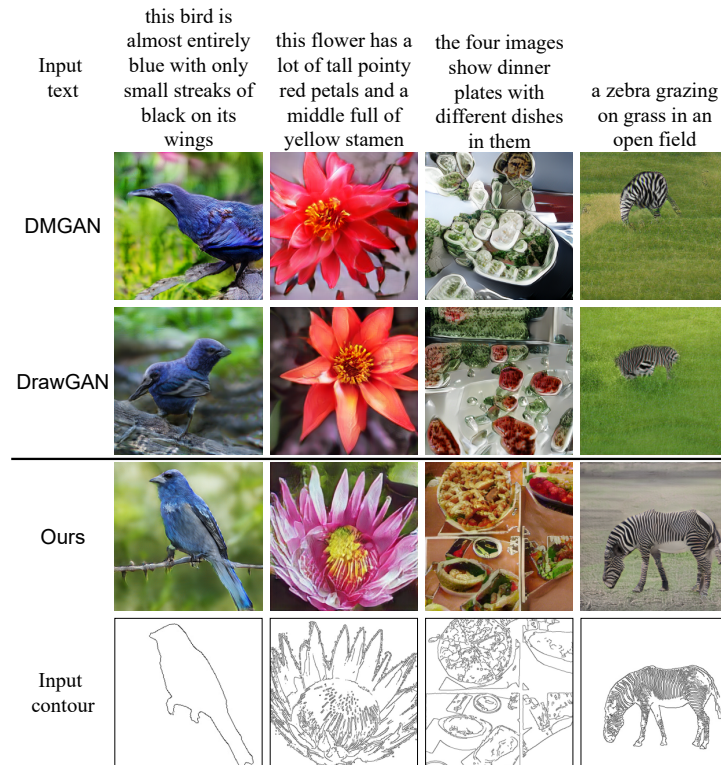 Input
text
this bird is
almost entirely
blue with only
small streaks of
black on its
wings
this flower has a
lot of tall pointy
red petals and a
middle full of
yellow stamen
the four images
show dinner
plates with
different dishes
in them
a zebra grazing
on grass in an
open field
DMGAN
DrawGAN
Ours
Input
contour